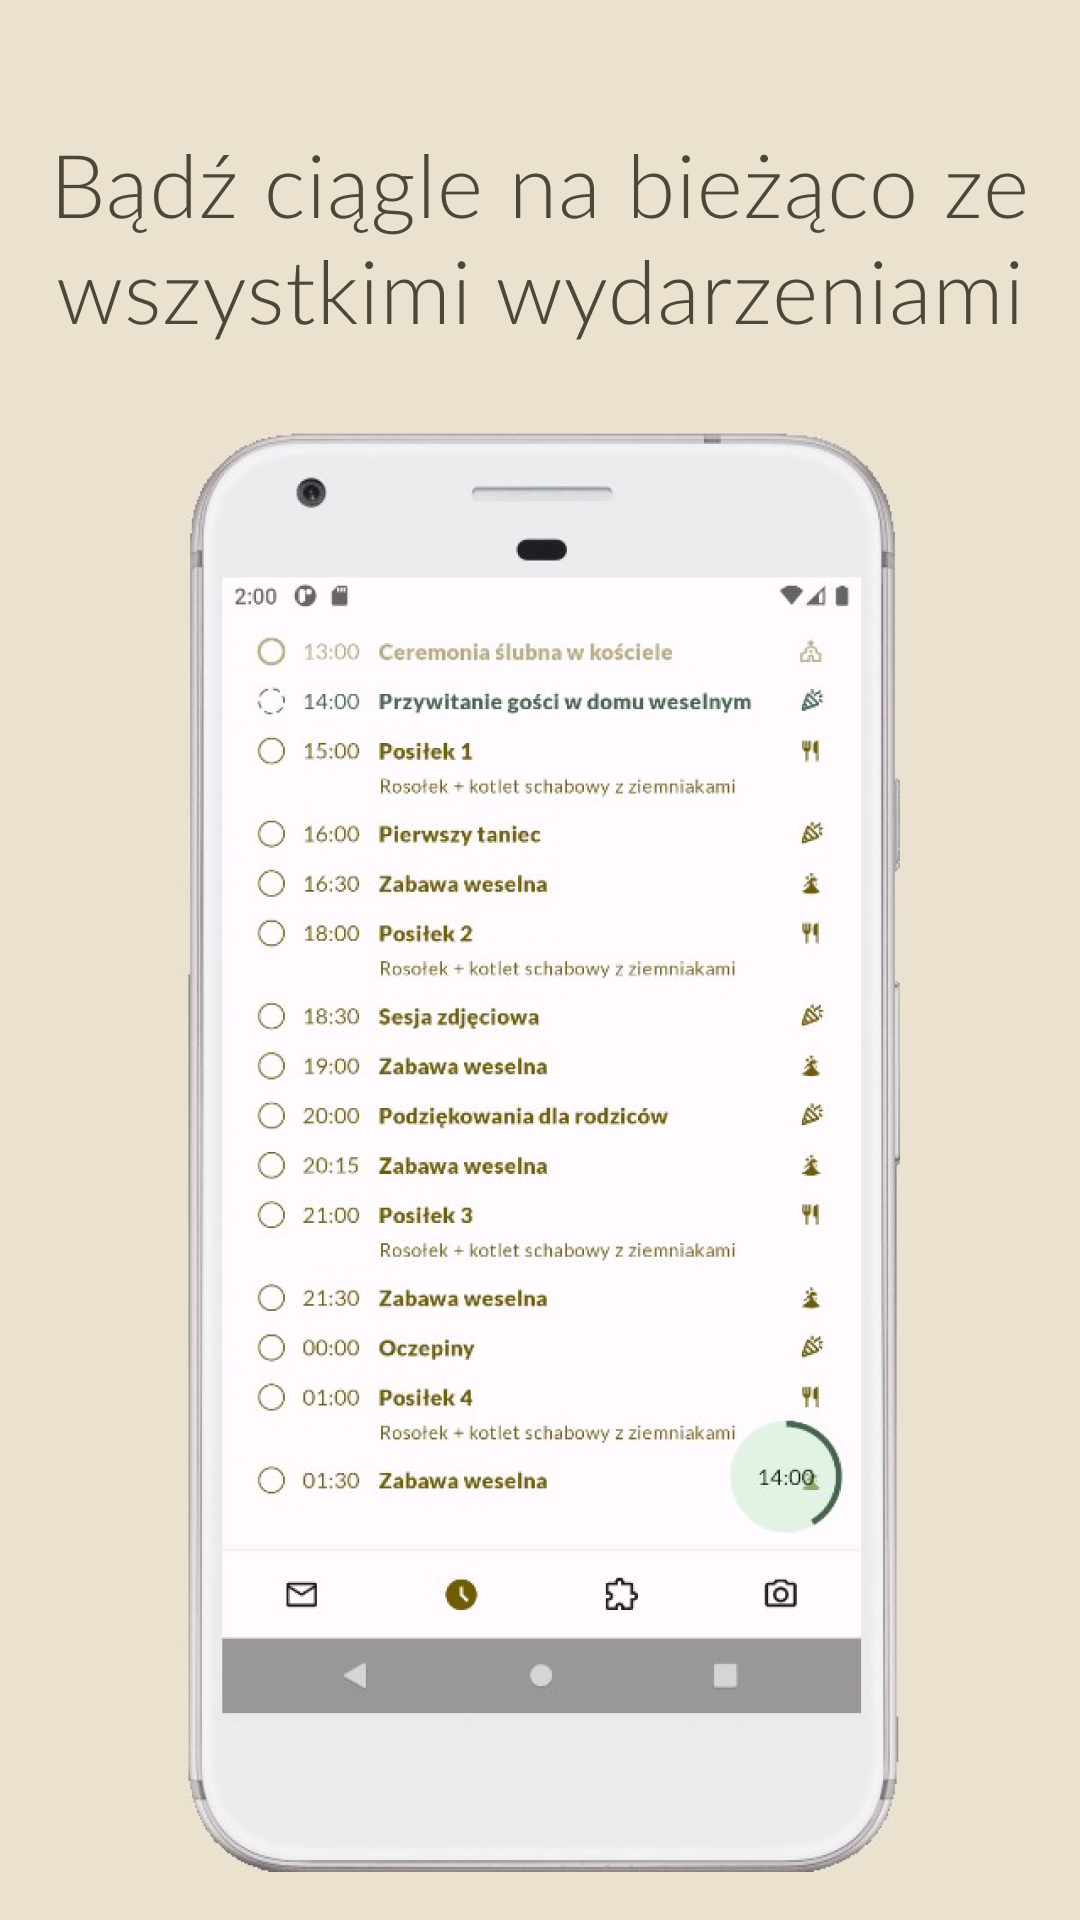 Bądź ciągle na bieżąco ze
wszystkimi wydarzeniami
2:00
13:00 Ceremonia ślubna w kościele
14:00 Przywitanie gości w domu weselnym
15:00 Posiłek 1
Rosołek + kotlet schabowy z ziemniakami
16:00 Pierwszy taniec
16:30 Zabawa weselna
18:00 Posiłek 2
Rosołek + kotlet schabowy z ziemniakami
18:30 Sesja zdjęciowa
19:00 Zabawa weselna
20:00 Podziękowania dla rodziców
20:15 Zabawa weselna
21:00 Posiłek 3
Rosołek + kotlet schabowy z ziemniakami
21:30 Zabawa weselna
00:00 Oczepiny
01:00 Posiłek 4
Rosołek + kotlet schabowy z ziemniakami
01:30 Zabawa weselna
14:00